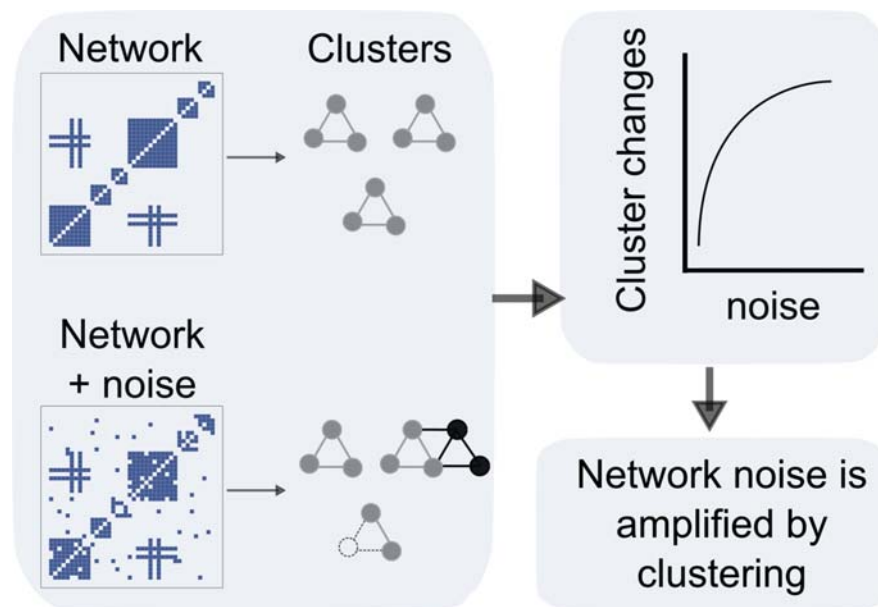 Network
Clusters
Network
+ noise
Cluster changes
noise
Network noise is
amplified by
clustering